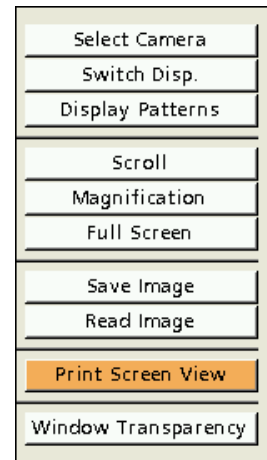 Select Camera
Switch Disp.
Display Patterns
Scroll
Magnification
Full Screen
Save Image
Read Image
Print Screen View
Window Transparency